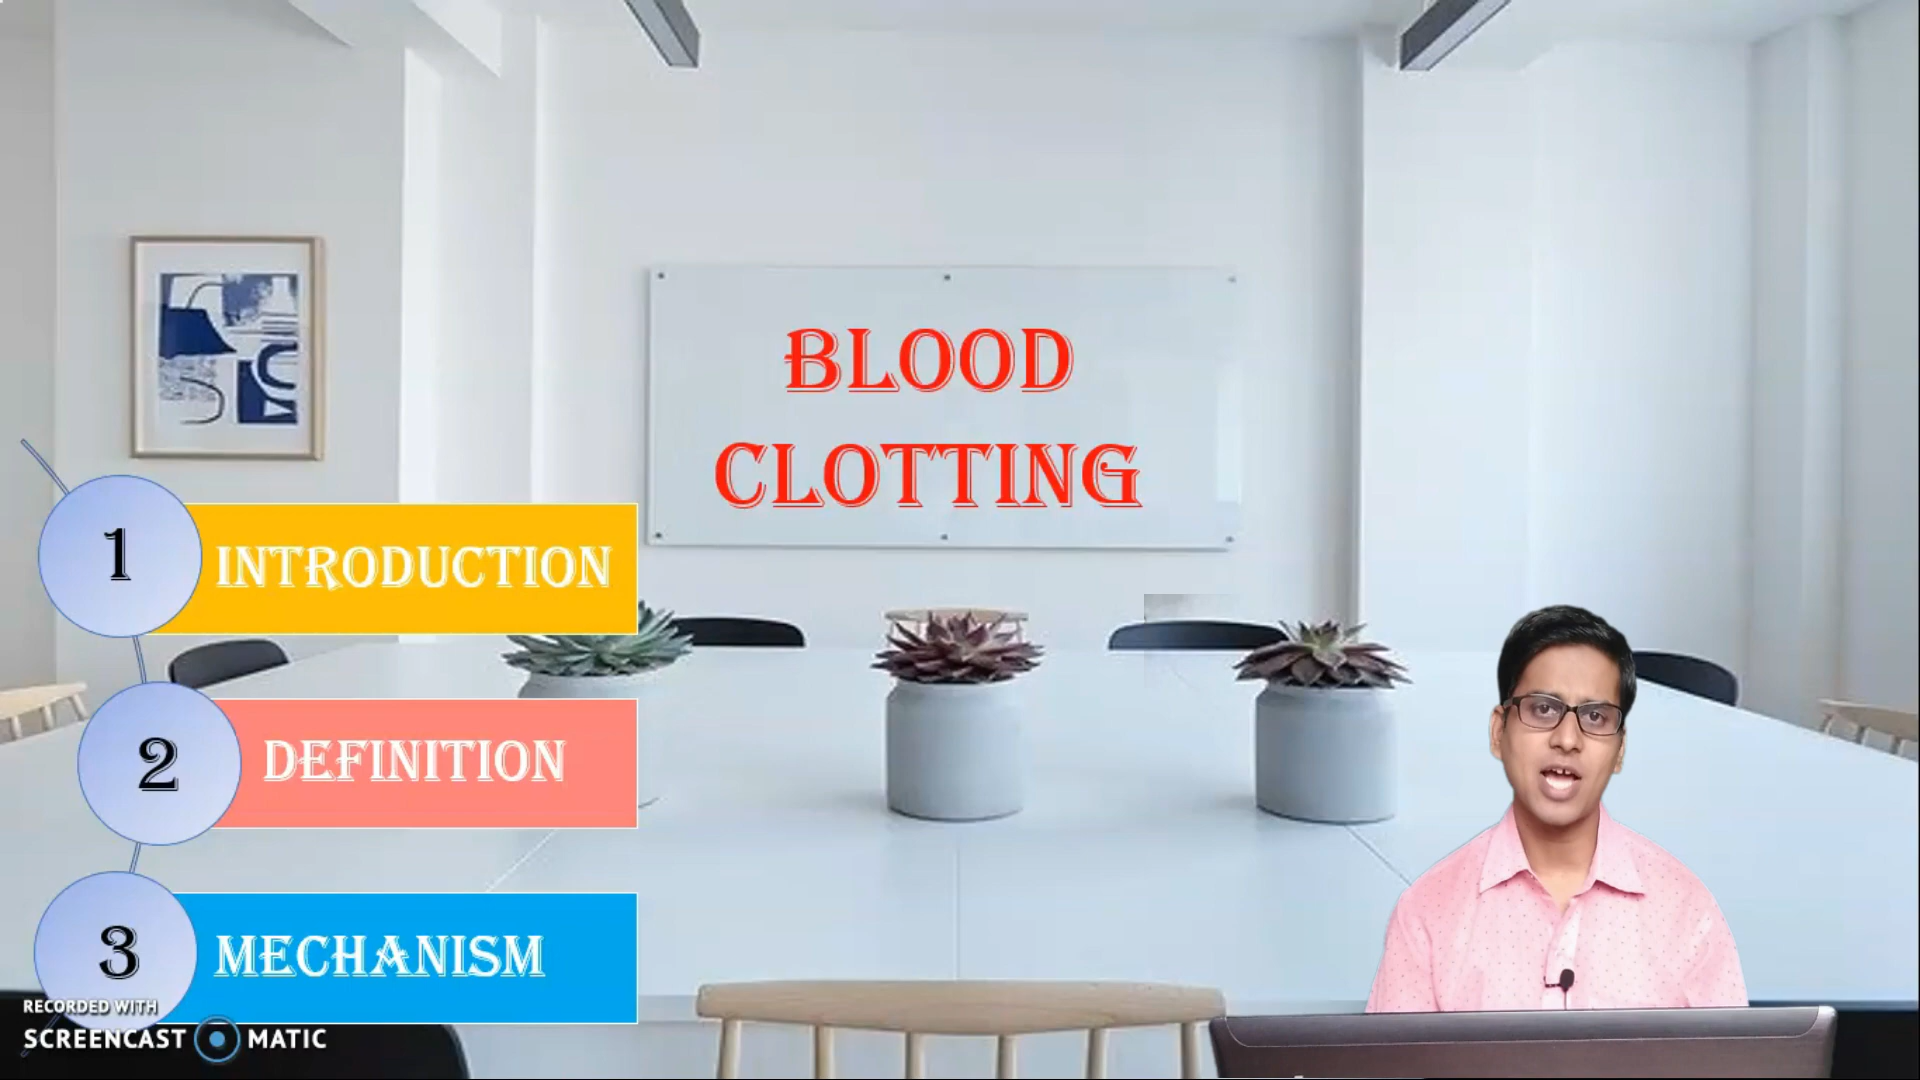 BLOOD
CLOTTING
1
INTRODUCTION
2
DEFINITION
3
MECHANISM
RECORDED WITH
SCREENCAST MATIC